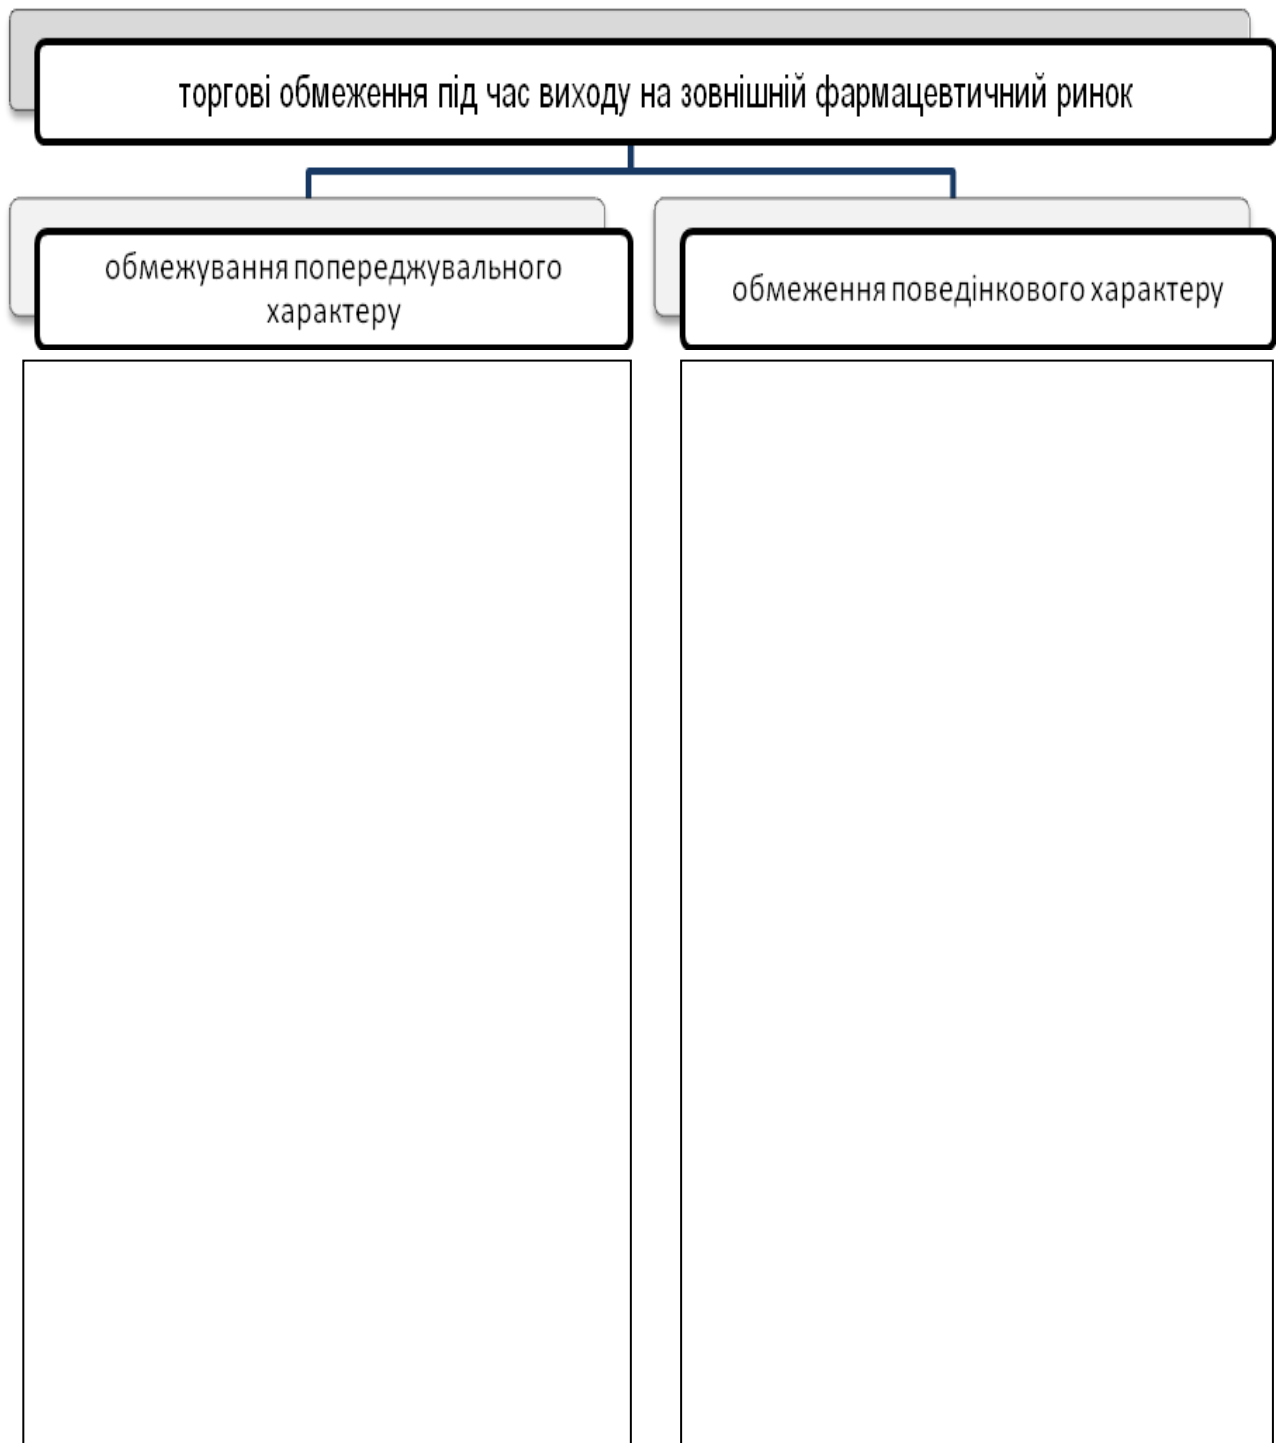 торгові обмеження під час виходу на зовнішній фармацевтичний ринок
обмежування попереджувального
характеру
обмеження поведінкового характеру